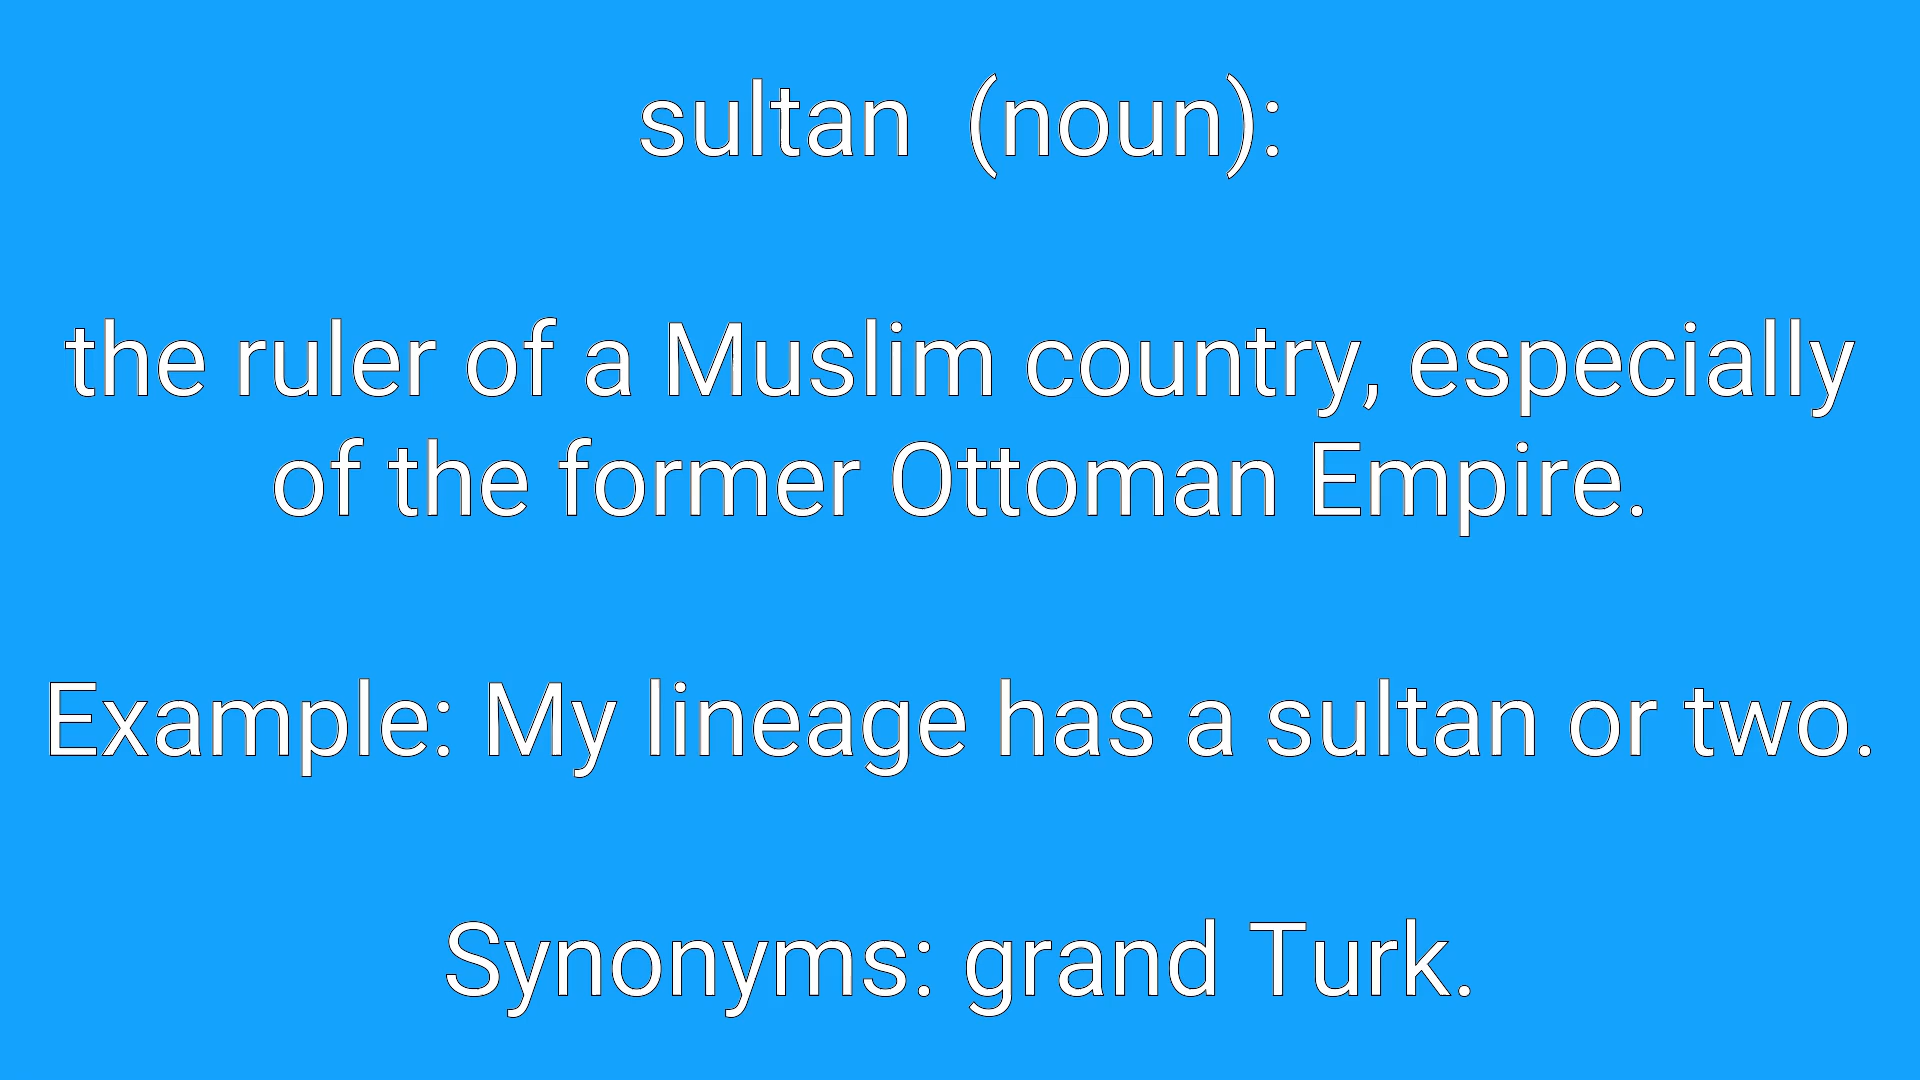 sultan  (noun):
the ruler of a Muslim country, especially
of the former Ottoman Empire.
Example: My lineage has a sultan or two.
Synonyms: grand Turk.